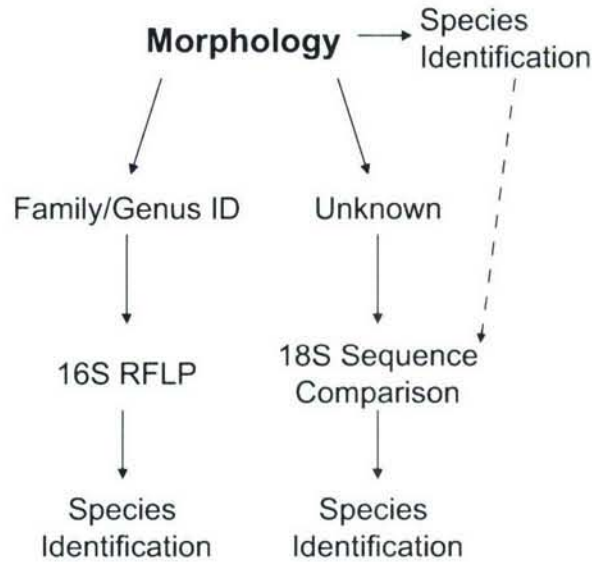 Morphology
Species
Identification
Family/Genus ID
Unknown
16S RFLP
18S Sequence
Comparison
Species
Identification
Species
Identification